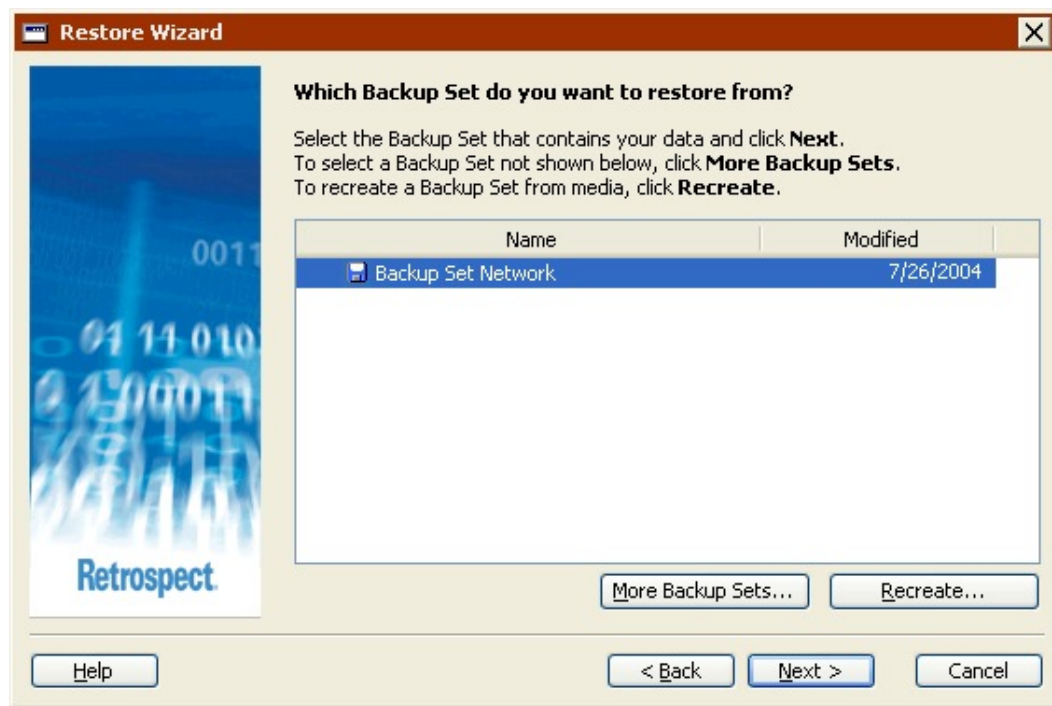 Restore Wizard
Which Backup Set do you want to restore from?
Select the Backup Set that contains your data and click Next.
To select a Backup Set not shown below, click More Backup Sets.
To recreate a Backup Set from media, click Recreate.
Name Modified
Backup Set Network 7/26/2004
0011
01 11 010
0 1 00011
Retrospect.
More Backup Sets... Recreate...
Help < Back Next > Cancel